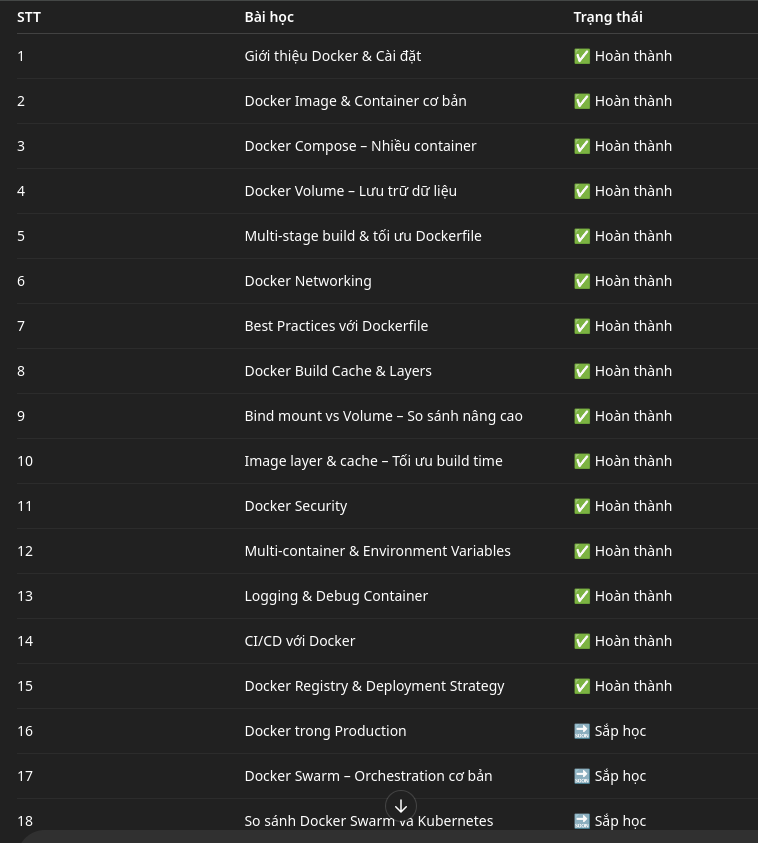 STT Bài học Trạng thái
1 Giới thiệu Docker & Cài đặt ✅ Hoàn thành
2 Docker Image & Container cơ bản ✅ Hoàn thành
3 Docker Compose – Nhiều container ✅ Hoàn thành
4 Docker Volume – Lưu trữ dữ liệu ✅ Hoàn thành
5 Multi-stage build & tối ưu Dockerfile ✅ Hoàn thành
6 Docker Networking ✅ Hoàn thành
7 Best Practices với Dockerfile ✅ Hoàn thành
8 Docker Build Cache & Layers ✅ Hoàn thành
9 Bind mount vs Volume – So sánh nâng cao ✅ Hoàn thành
10 Image layer & cache – Tối ưu build time ✅ Hoàn thành
11 Docker Security ✅ Hoàn thành
12 Multi-container & Environment Variables ✅ Hoàn thành
13 Logging & Debug Container ✅ Hoàn thành
14 CI/CD với Docker ✅ Hoàn thành
15 Docker Registry & Deployment Strategy ✅ Hoàn thành
16 Docker trong Production 🔜 Sắp học
17 Docker Swarm – Orchestration cơ bản 🔜 Sắp học
18 So sánh Docker Swarm và Kubernetes 🔜 Sắp học